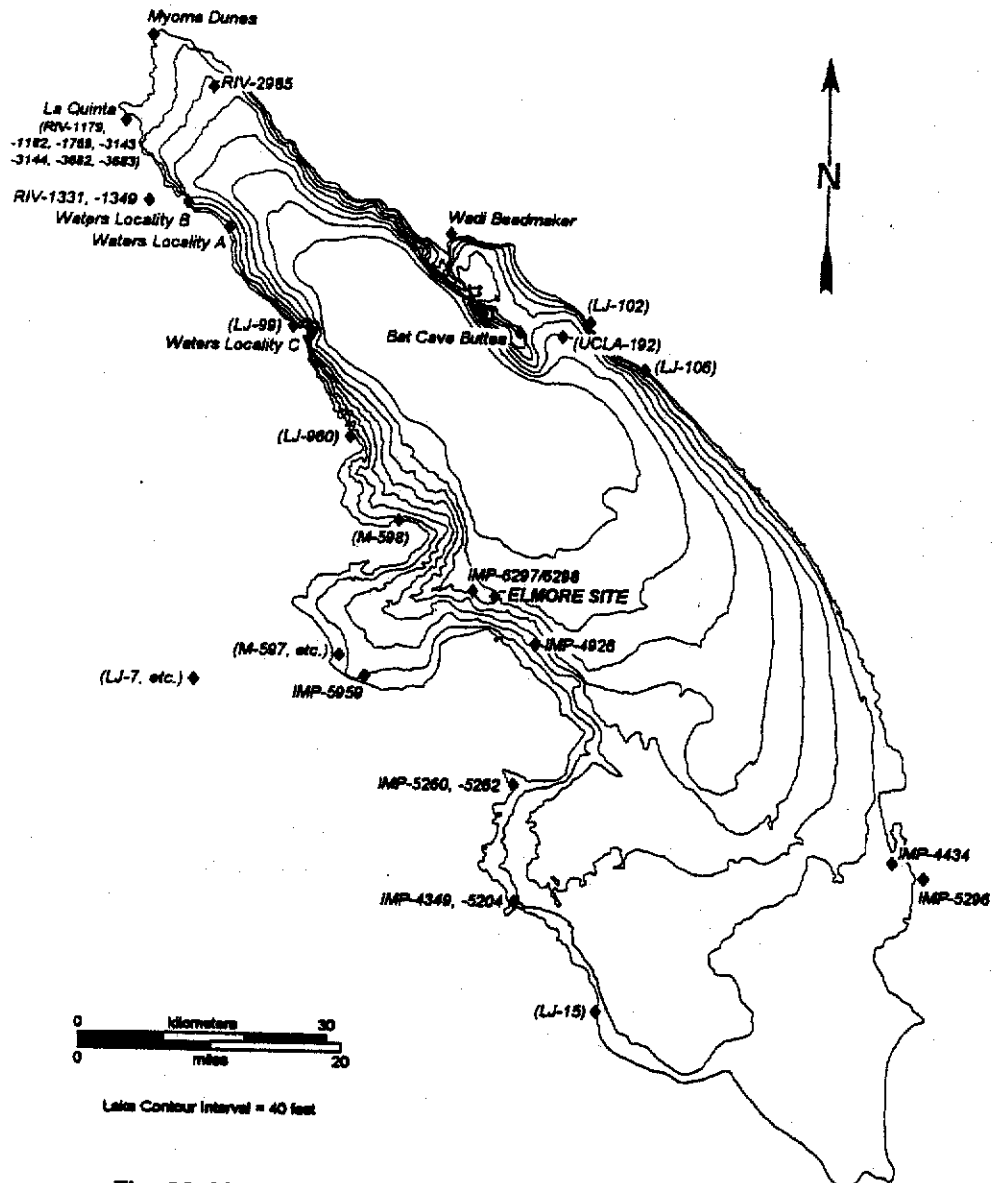 Myoma Dunes
RIV-2985
La Quinta
(RIV-1179,
-1182, -1769, -3143
-3144, -3682, -3683)
RIV-1331, -1349
Waters Locality B
Waters Locality A
Wadi Beadmaker
N
(LJ-102)
(LJ-99)
Waters Locality C
Bat Cave Buttes
(UCLA-192)
(LJ-106)
(LJ-960)
(M-598)
IMP-6297/6298
ELMORE SITE
(M-597, etc.)
IMP-4926
(LJ-7, etc.)
IMP-5959
IMP-5260, -5262
IMP-4434
IMP-4349, -5204
IMP-5296
(LJ-15)
0 kilometers 30
0 miles 20
Lake Contour Interval = 40 feet